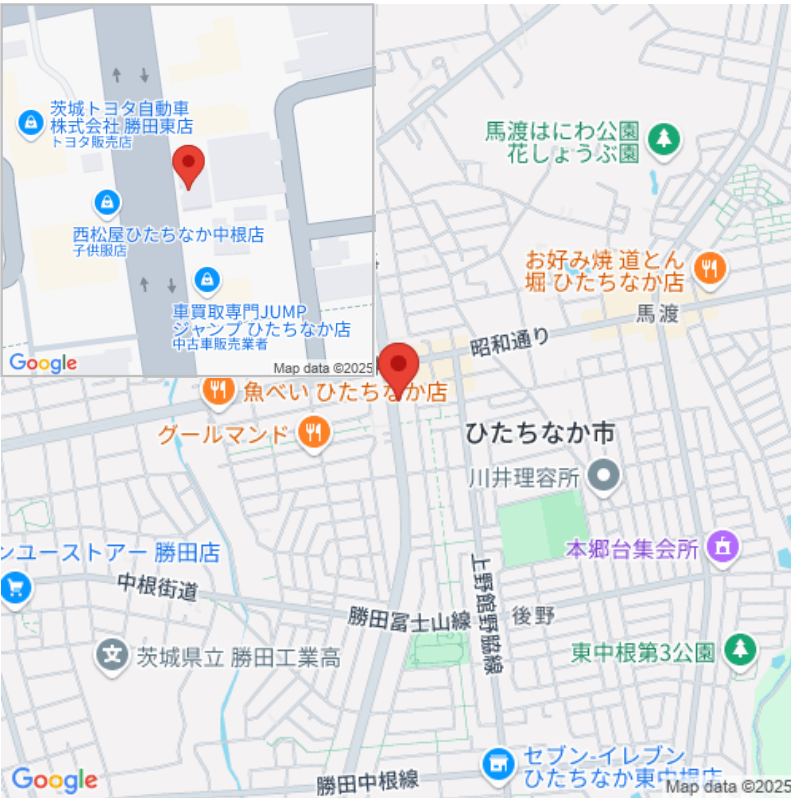 茨城トヨタ自動車
株式会社 勝田東店
トヨタ販売店
西松屋ひたちなか中根店
子供服店
車買取専門JUMP
ジャンプ ひたちなか店
中古車販売業者
Google
Map data ©2025
馬渡はにわ公園
花しょうぶ園
お好み焼 道とん
堀 ひたちなか店
馬渡
昭和通り
魚べい ひたちなか店
グールマンド
ひたちなか市
川井理容所
本郷台集会所
ンユーストアー 勝田店
中根街道
勝田冨士山線
上野舘野脇線
後野
茨城県立 勝田工業高
東中根第3公園
セブン-イレブン
ひたちなか東中根店
勝田中根線
Google
Map data ©2025